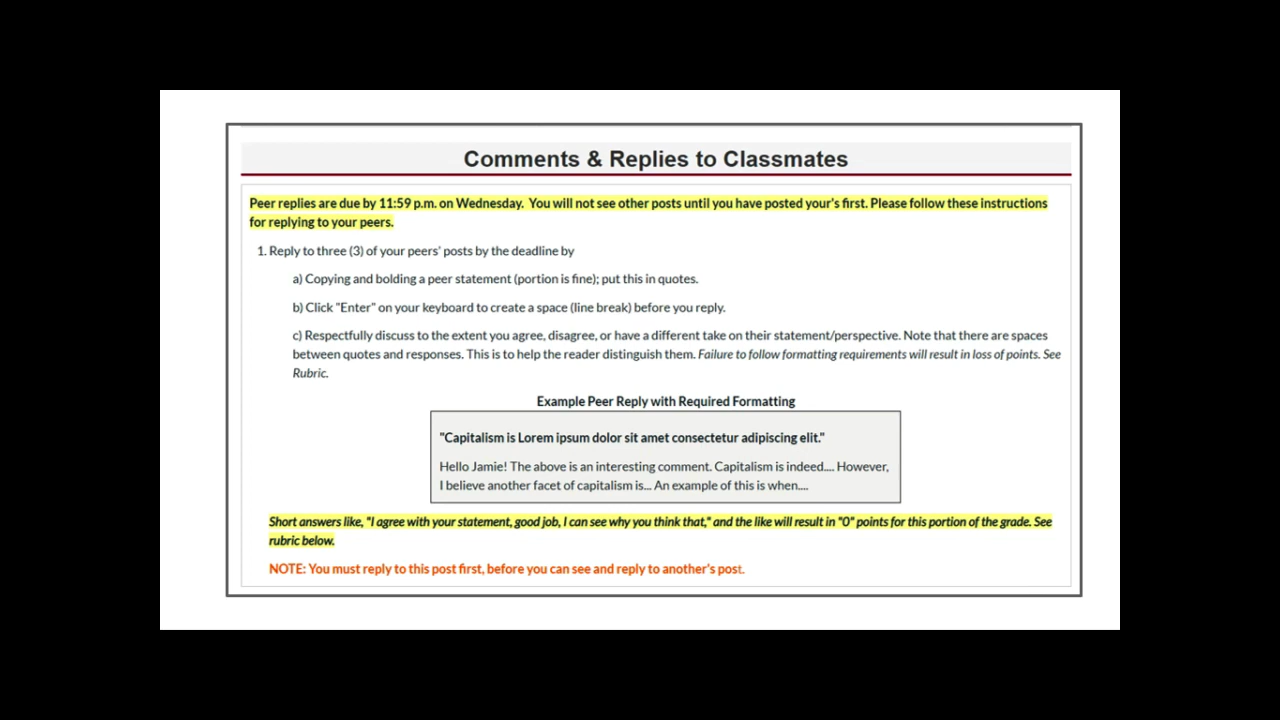 Comments & Replies to Classmates
Peer replies are due by 11:59 p.m. on Wednesday.  You will not see other posts until you have posted your's first. Please follow these instructions
for replying to your peers.
1. Reply to three (3) of your peers' posts by the deadline by
a) Copying and bolding a peer statement (portion is fine); put this in quotes.
b) Click "Enter" on your keyboard to create a space (line break) before you reply.
c) Respectfully discuss to the extent you agree, disagree, or have a different take on their statement/perspective. Note that there are spaces
between quotes and responses. This is to help the reader distinguish them. Failure to follow formatting requirements will result in loss of points. See
Rubric.
Example Peer Reply with Required Formatting
"Capitalism is Lorem ipsum dolor sit amet consectetur adipiscing elit."
Hello Jamie! The above is an interesting comment. Capitalism is indeed.... However,
I believe another facet of capitalism is... An example of this is when....
Short answers like, "I agree with your statement, good job, I can see why you think that," and the like will result in "0" points for this portion of the grade. See
rubric below.
NOTE: You must reply to this post first, before you can see and reply to another's post.